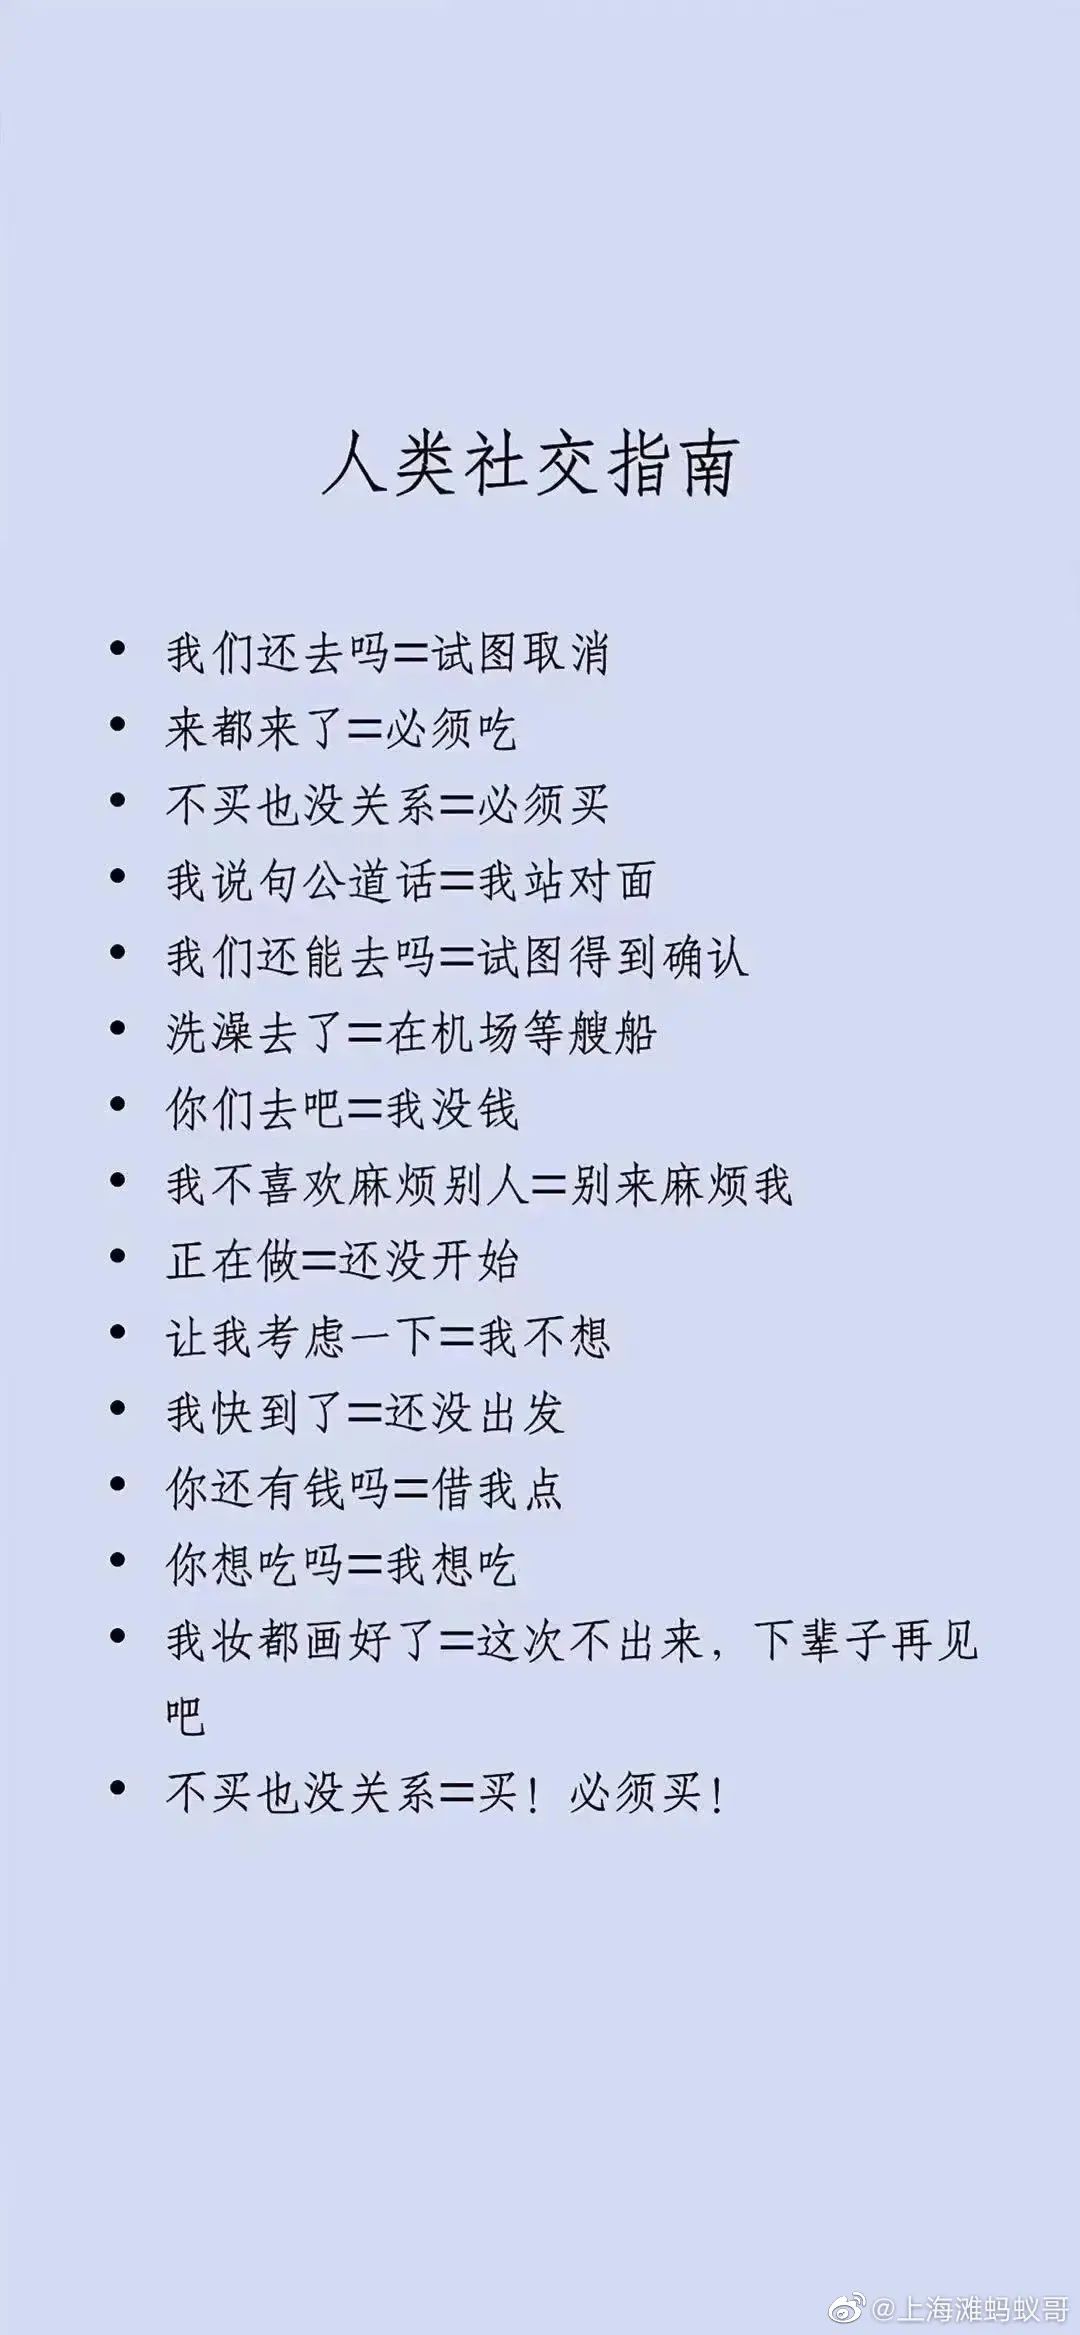 人类社交指南
• 我们还去吗=试图取消
• 来都来了=必须吃
• 不买也没关系=必须买
• 我说句公道话=我站对面
• 我们还能去吗=试图得到确认
• 洗澡去了=在机场等艘船
• 你们去吧=我没钱
• 我不喜欢麻烦别人=别来麻烦我
• 正在做=还没开始
• 让我考虑一下=我不想
• 我快到了=还没出发
• 你还有钱吗=借我点
• 你想吃吗=我想吃
• 我妆都画好了=这次不出来，下辈子再见
吧
• 不买也没关系=买！必须买！
@上海滩蚂蚁哥